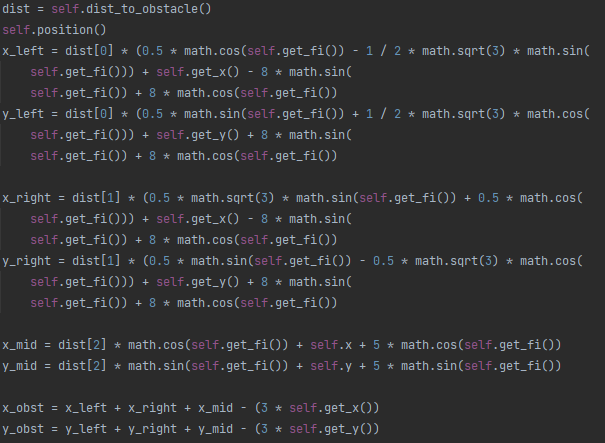 dist = self.dist_to_obstacle()
self.position()
x_left = dist[0] * (0.5 * math.cos(self.get_fi()) - 1 / 2 * math.sqrt(3) * math.sin(
    self.get_fi())) + self.get_x() - 8 * math.sin(
    self.get_fi()) + 8 * math.cos(self.get_fi())
y_left = dist[0] * (0.5 * math.sin(self.get_fi()) + 1 / 2 * math.sqrt(3) * math.cos(
    self.get_fi())) + self.get_y() + 8 * math.sin(
    self.get_fi()) + 8 * math.cos(self.get_fi())

x_right = dist[1] * (0.5 * math.sqrt(3) * math.sin(self.get_fi()) + 0.5 * math.cos(
    self.get_fi())) + self.get_x() - 8 * math.sin(
    self.get_fi()) + 8 * math.cos(self.get_fi())
y_right = dist[1] * (0.5 * math.sin(self.get_fi()) - 0.5 * math.sqrt(3) * math.cos(
    self.get_fi())) + self.get_y() + 8 * math.sin(
    self.get_fi()) + 8 * math.cos(self.get_fi())

x_mid = dist[2] * math.cos(self.get_fi()) + self.x + 5 * math.cos(self.get_fi())
y_mid = dist[2] * math.sin(self.get_fi()) + self.y + 5 * math.sin(self.get_fi())

x_obst = x_left + x_right + x_mid - (3 * self.get_x())
y_obst = y_left + y_right + y_mid - (3 * self.get_y())